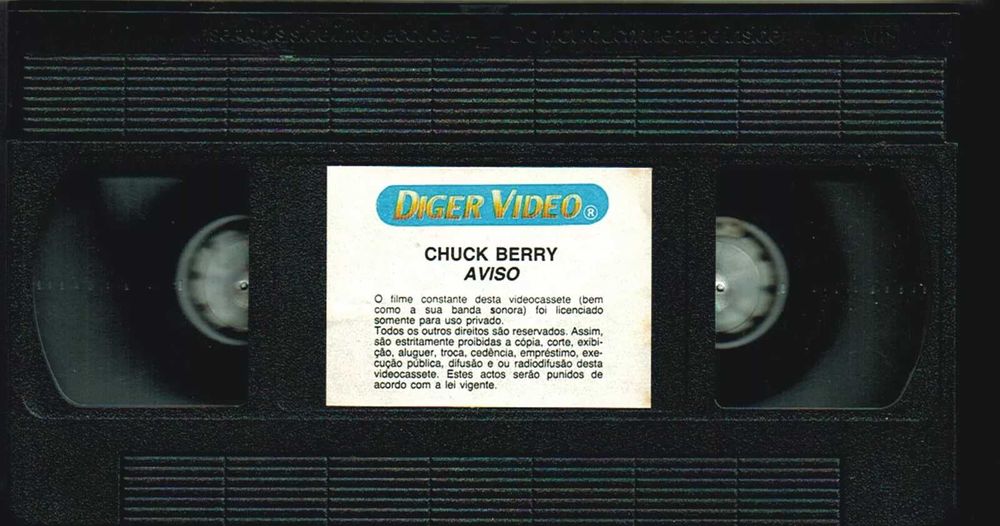 DIGER VIDEO ®
CHUCK BERRY
AVISO
O filme constante desta videocassete (bem
como a sua banda sonora) foi licenciado
somente para uso privado.
Todos os outros direitos são reservados. Assim,
são estritamente proibidas a cópia, corte, exibi-
ção, aluguer, troca, cedência, empréstimo, exe-
cução pública, difusão e ou radiodifusão desta
videocassete. Estes actos serão punidos de
acordo com a lei vigente.